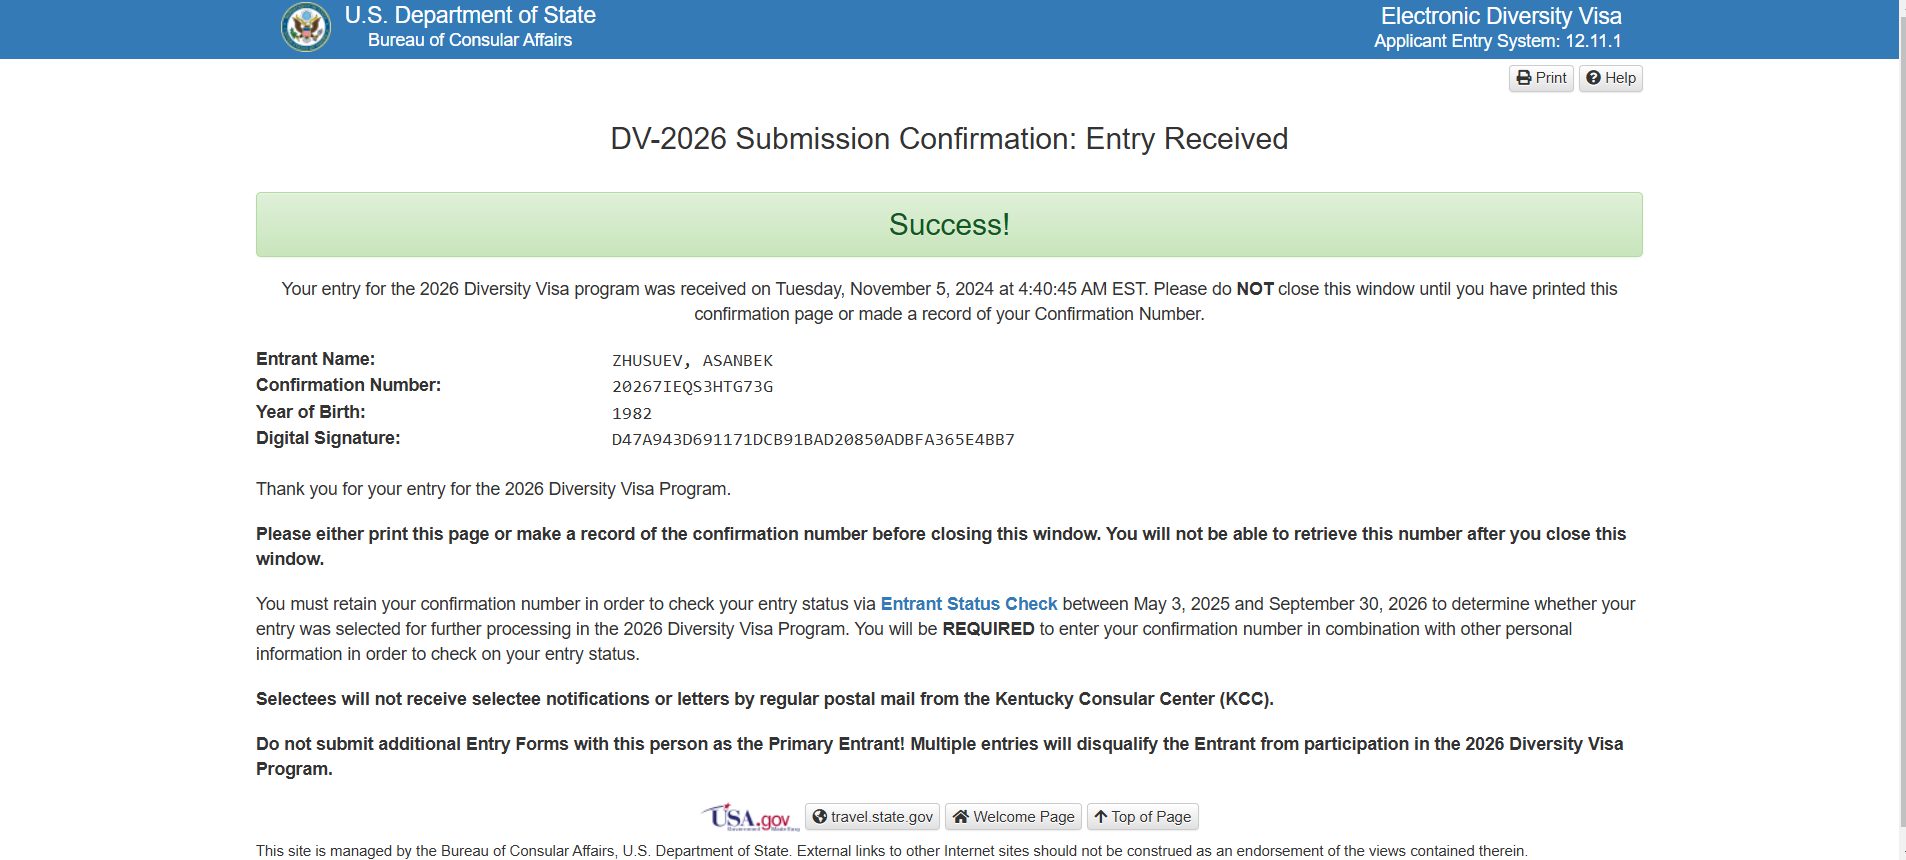 U.S. Department of State
Bureau of Consular Affairs
Electronic Diversity Visa
Applicant Entry System: 12.11.1
Print
Help
DV-2026 Submission Confirmation: Entry Received
Success!
Your entry for the 2026 Diversity Visa program was received on Tuesday, November 5, 2024 at 4:40:45 AM EST. Please do NOT close this window until you have printed this
confirmation page or made a record of your Confirmation Number.
Entrant Name: ZHUSUEV, ASANBEK
Confirmation Number: 20267IEQS3HTG73G
Year of Birth: 1982
Digital Signature: D47A943D691171DCB91BAD20850ADBFA365E4BB7
Thank you for your entry for the 2026 Diversity Visa Program.
Please either print this page or make a record of the confirmation number before closing this window. You will not be able to retrieve this number after you close this
window.
You must retain your confirmation number in order to check your entry status via Entrant Status Check between May 3, 2025 and September 30, 2026 to determine whether your
entry was selected for further processing in the 2026 Diversity Visa Program. You will be REQUIRED to enter your confirmation number in combination with other personal
information in order to check on your entry status.
Selectees will not receive selectee notifications or letters by regular postal mail from the Kentucky Consular Center (KCC).
Do not submit additional Entry Forms with this person as the Primary Entrant! Multiple entries will disqualify the Entrant from participation in the 2026 Diversity Visa
Program.
USA.gov
Government Made Easy
travel.state.gov
Welcome Page
Top of Page
This site is managed by the Bureau of Consular Affairs, U.S. Department of State. External links to other Internet sites should not be construed as an endorsement of the views contained therein.